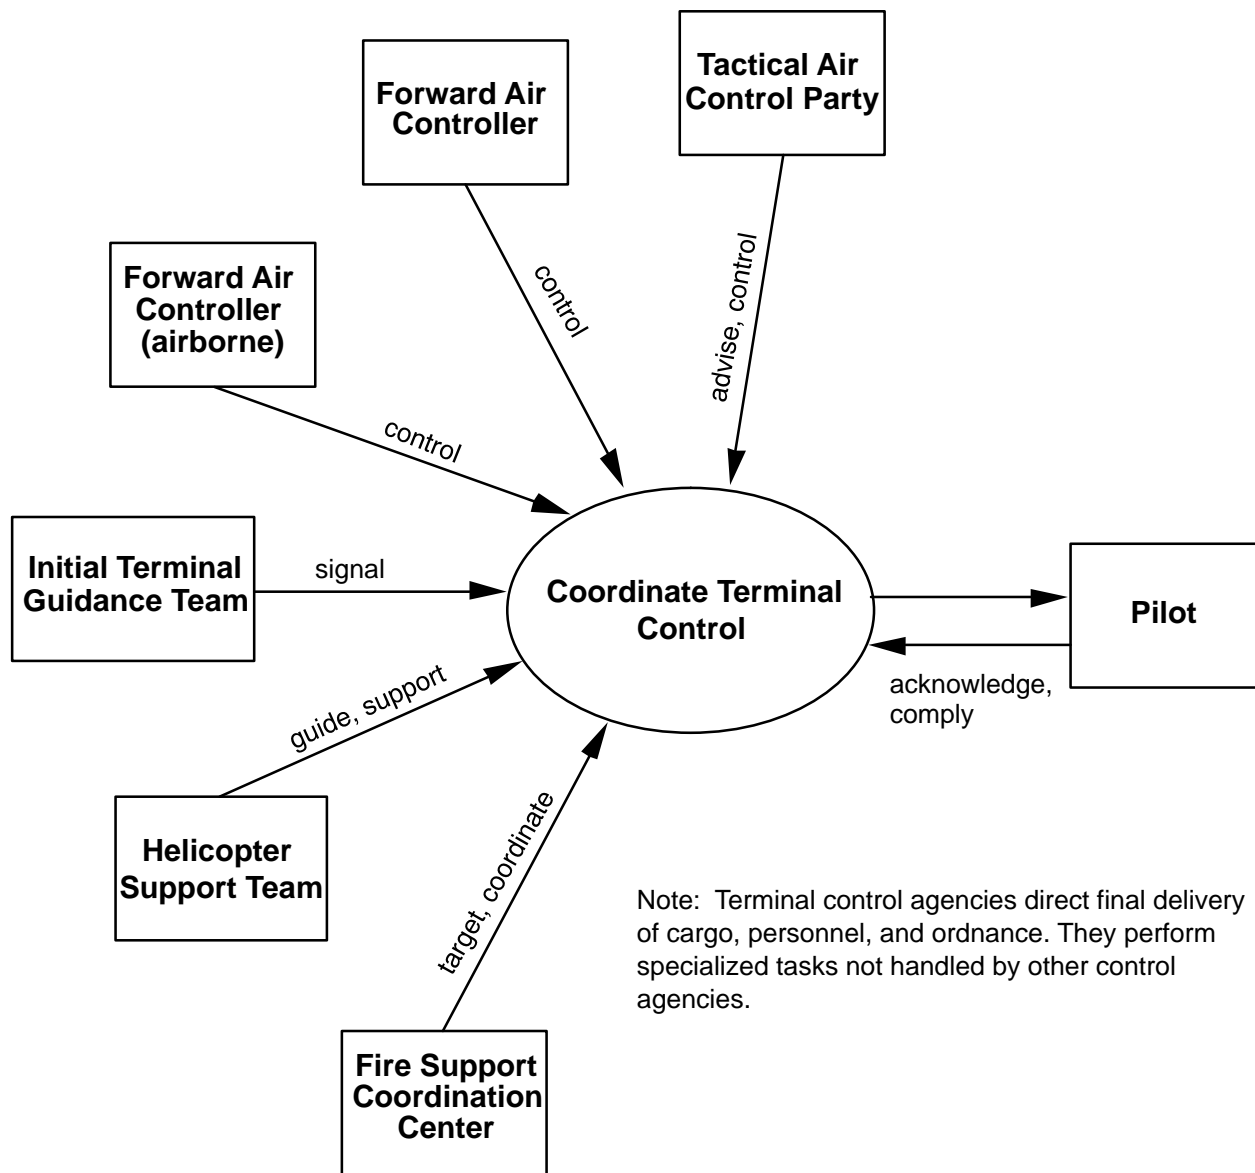 Tactical Air
Control Party
Forward Air
Controller
Forward Air
Controller
(airborne)
control
advise, control
control
Initial Terminal
Guidance Team
signal
Coordinate Terminal
Control
Pilot
acknowledge,
comply
guide, support
Helicopter
Support Team
target, coordinate
Note:  Terminal control agencies direct final delivery
of cargo, personnel, and ordnance. They perform
specialized tasks not handled by other control
agencies.
Fire Support
Coordination
Center